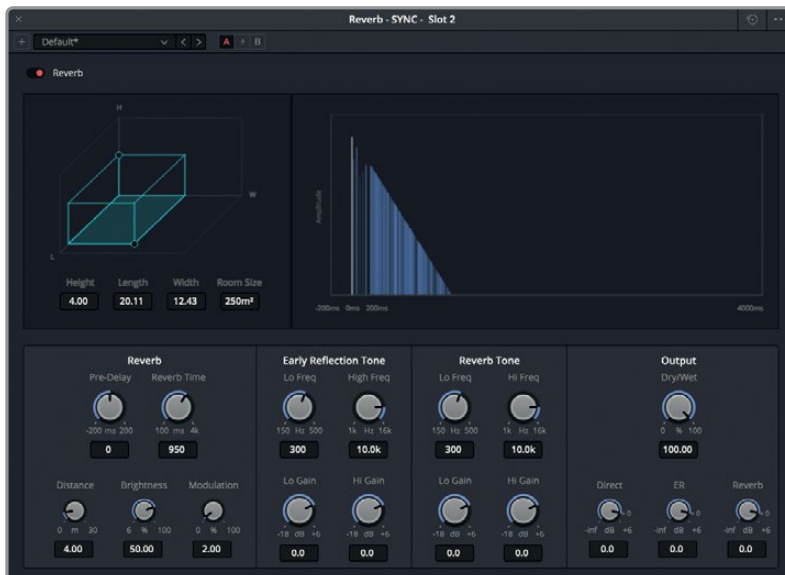 Reverb - SYNC - Slot 2
Default*
A
B
Reverb
H
W
L
Height Length Width Room Size
4.00 20.11 12.43 250m²
Amplitude
-200ms 0ms 200ms 4000ms
Reverb
Pre-Delay Reverb Time
-200 ms 200 100 ms 4k
0 950
Distance Brightness Modulation
0 m 30 6 % 100 0 % 100
4.00 50.00 2.00
Early Reflection Tone
Lo Freq High Freq
150 Hz 500 1k Hz 16k
300 10.0k
Lo Gain Hi Gain
-18 dB +6 -18 dB +6
0.0 0.0
Reverb Tone
Lo Freq Hi Freq
150 Hz 500 1k Hz 16k
300 10.0k
Lo Gain Hi Gain
-18 dB +6 -18 dB +6
0.0 0.0
Output
Dry/Wet
0 % 100
100.00
Direct ER Reverb
0 0 0
-inf dB +6 -inf dB +6 -inf dB +6
0.0 0.0 0.0